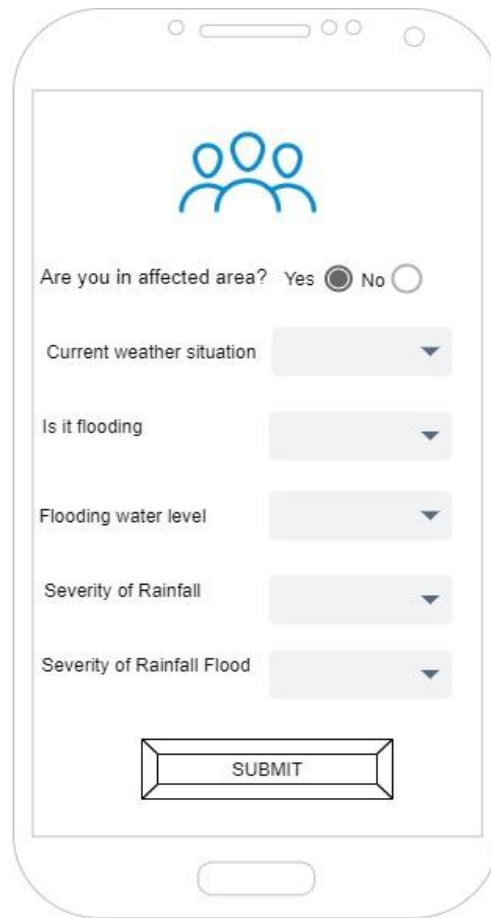 Are you in affected area? Yes No
Current weather situation
Is it flooding
Flooding water level
Severity of Rainfall
Severity of Rainfall Flood
SUBMIT